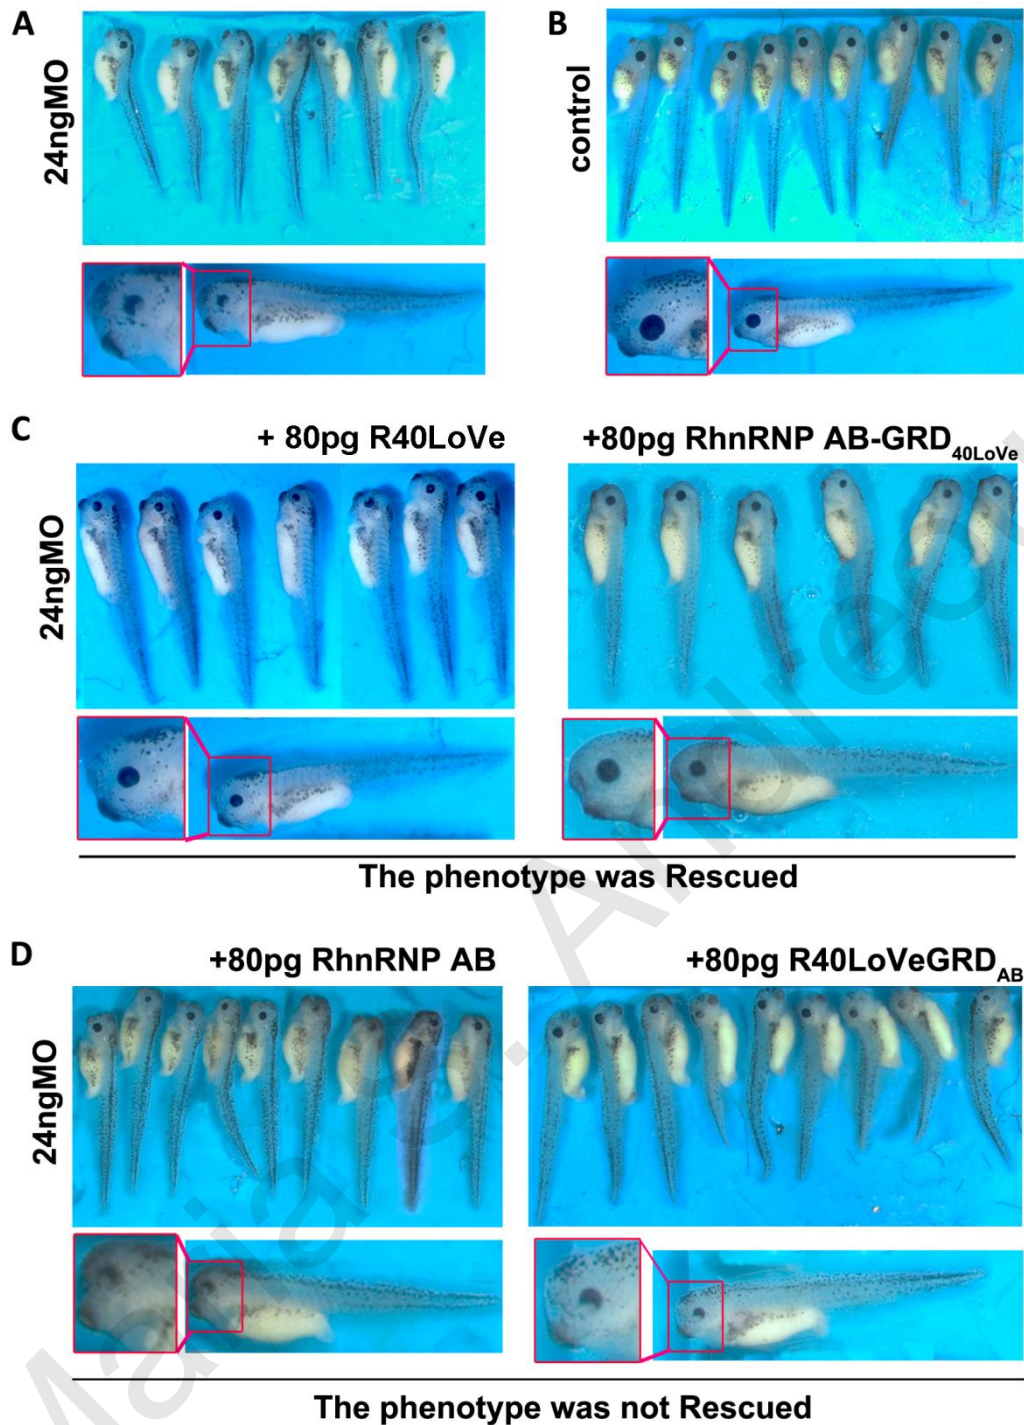 A
24ngMO
B
control
C
+ 80pg R40LoVe
+80pg RhnRNP AB-GRD40LoVe
24ngMO
The phenotype was Rescued
D
+80pg RhnRNP AB
+80pg R40LoVeGRDAB
24ngMO
The phenotype was not Rescued